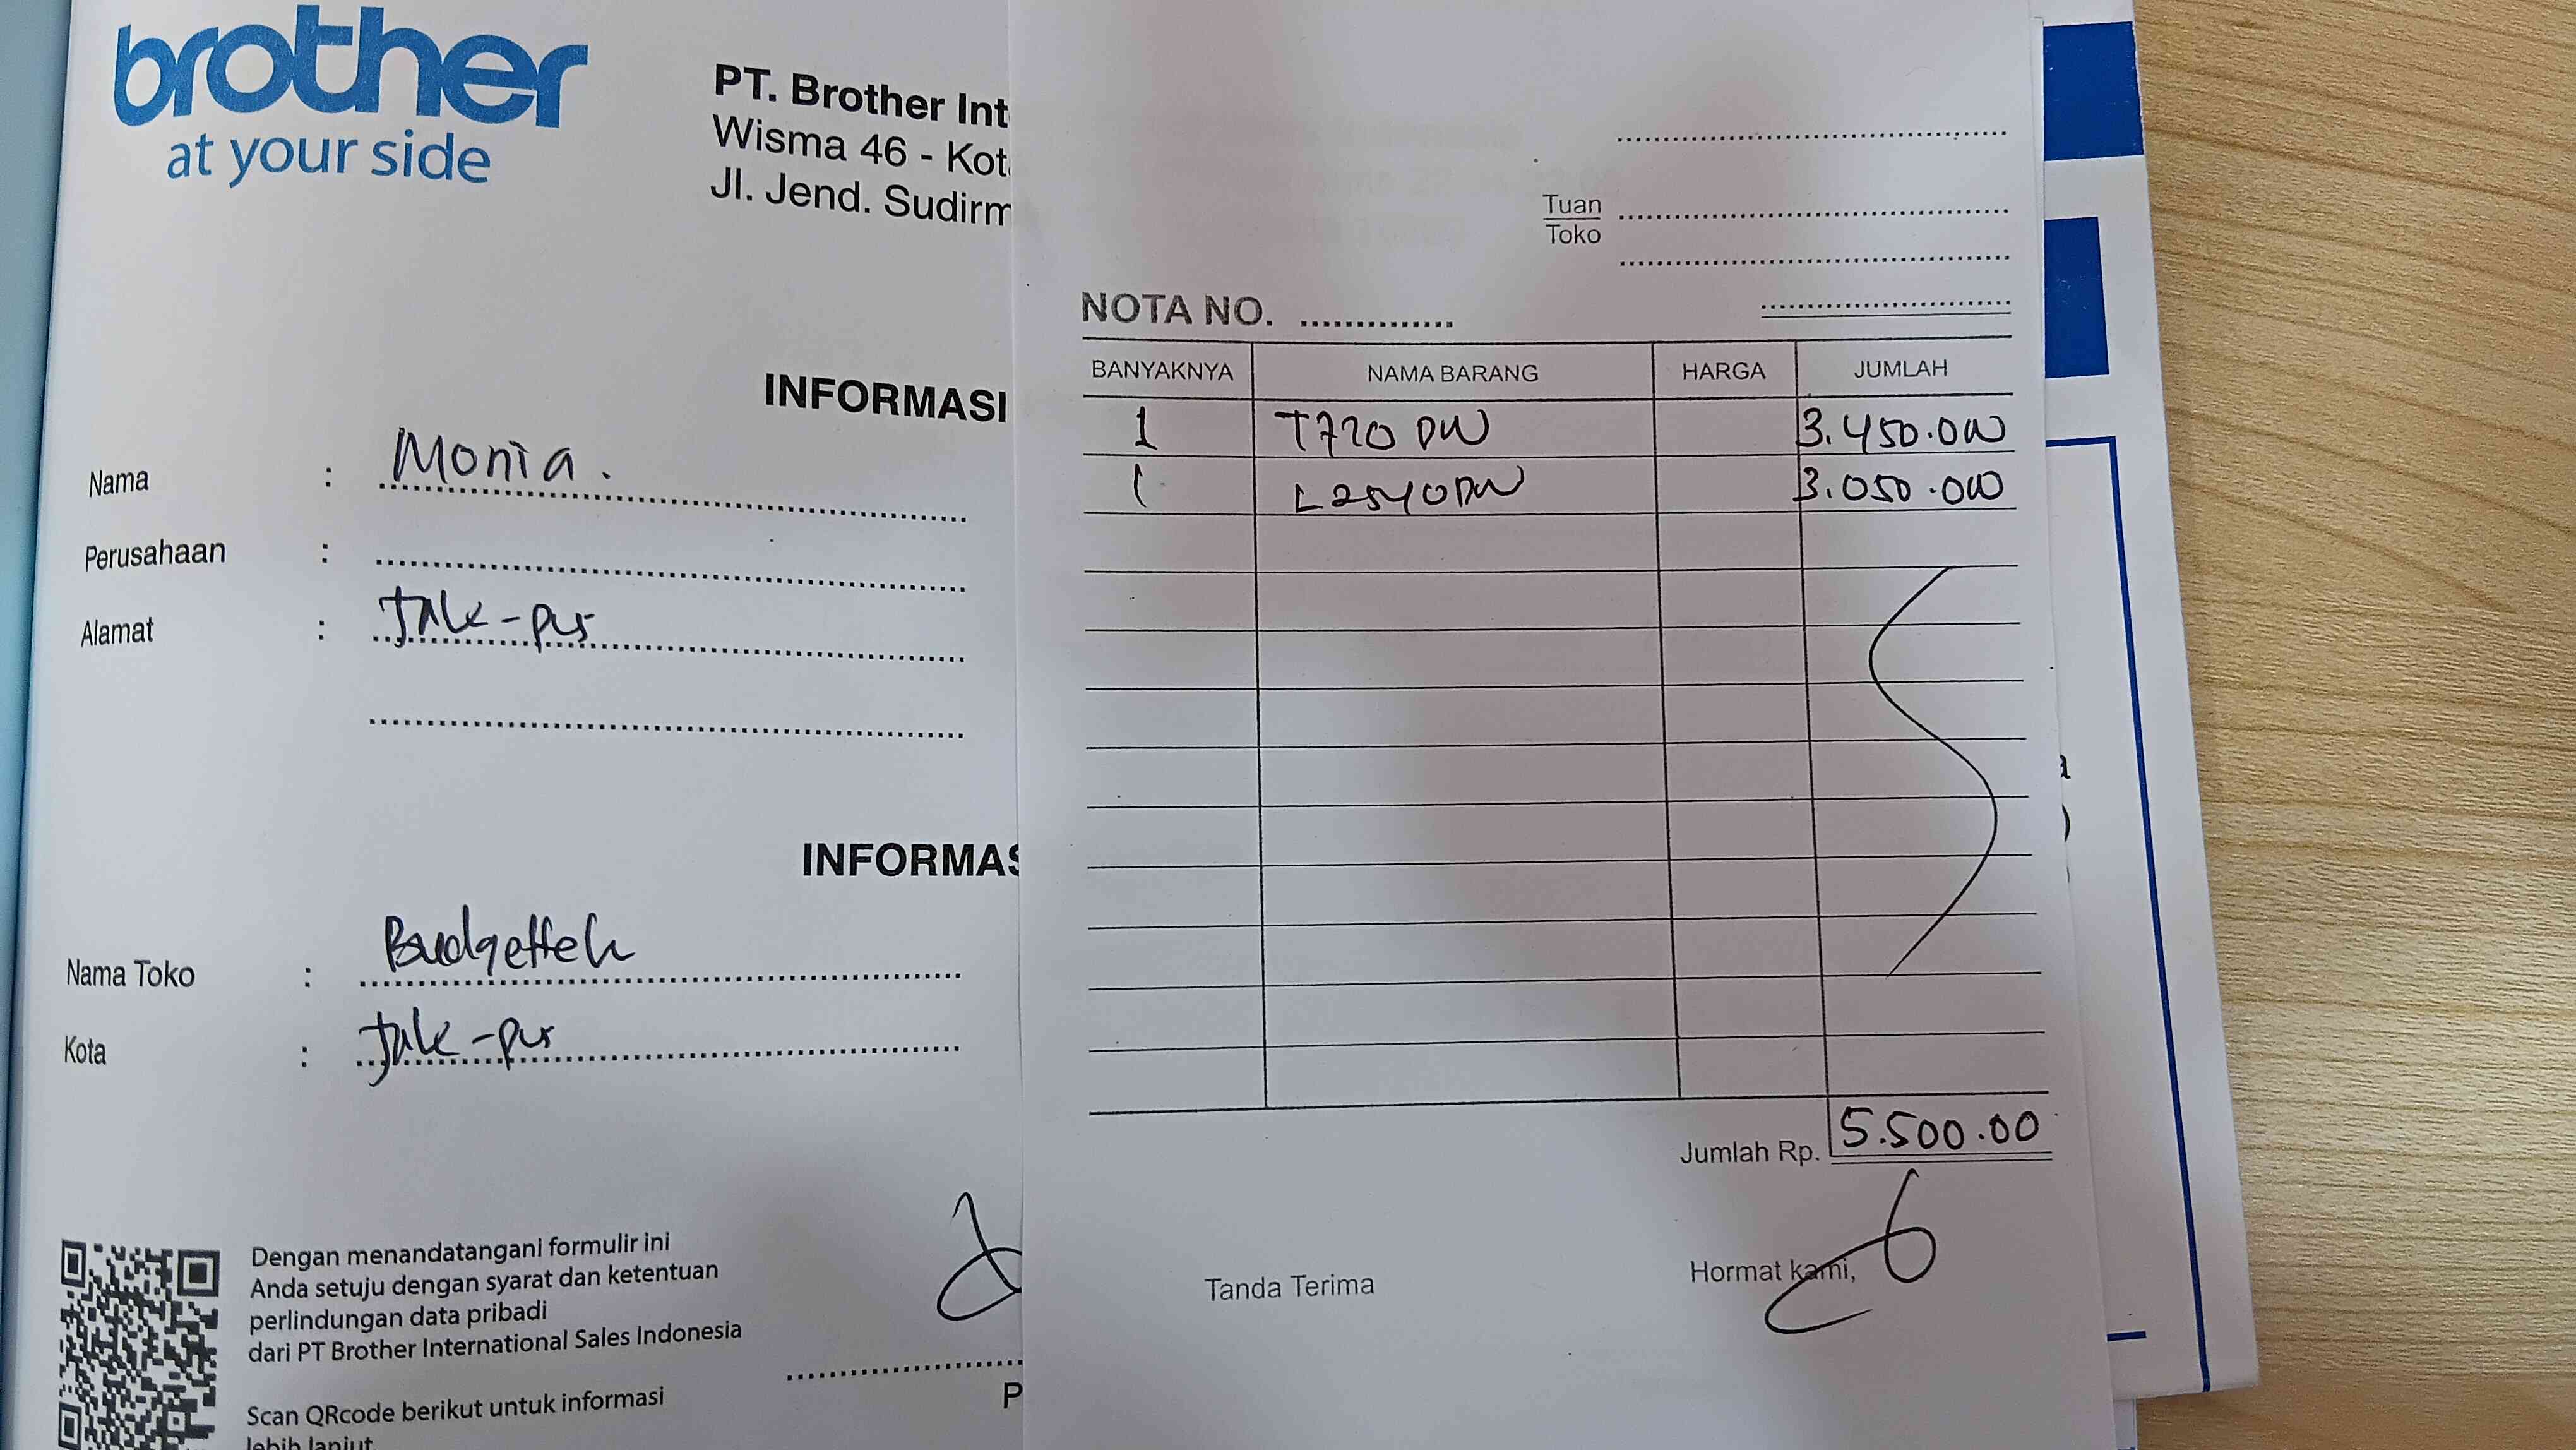 brother
at your side
PT. Brother Int
Wisma 46 - Kot
Jl. Jend. Sudirm
INFORMASI
Nama : Monia.
Perusahaan :
Alamat : Jak-pus
INFORMAS
Nama Toko : Budgettech
Kota : Jak-pus
Dengan menandatangani formulir ini
Anda setuju dengan syarat dan ketentuan
perlindungan data pribadi
dari PT Brother International Sales Indonesia
Scan QRcode berikut untuk informasi
lebih lanjut
P
Tuan
Toko
NOTA NO.
BANYAKNYA NAMA BARANG HARGA JUMLAH
1 T720 DW 3.450.000
1 L2540DW 3.050.000
Jumlah Rp. 5.500.00
Tanda Terima
Hormat kami,